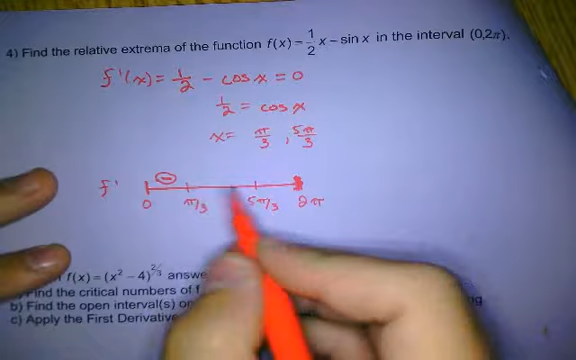 4) Find the relative extrema of the function f(x) = 1/2 x − sin x in the interval (0,2π).
f'(x) = 1/2 - cos x = 0
1/2 = cos x
x = π/3 , 5π/3
f' −
0 π/3 5π/3 2π
f(x) = (x² − 4)^(2/3) answe
Find the critical numbers of f
b) Find the open interval(s) on
c) Apply the First Derivative